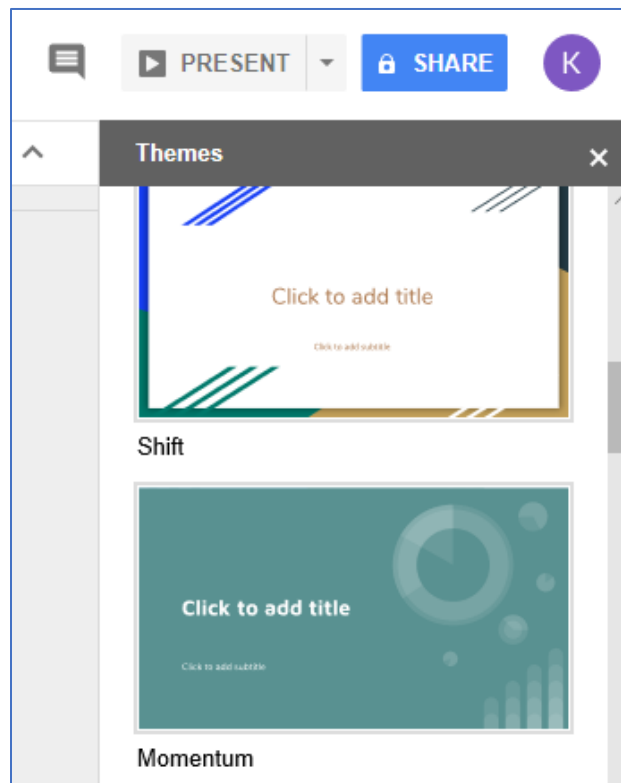 PRESENT SHARE K
Themes ×
Click to add title
Click to add subtitle
Shift
Click to add title
Click to add subtitle
Momentum